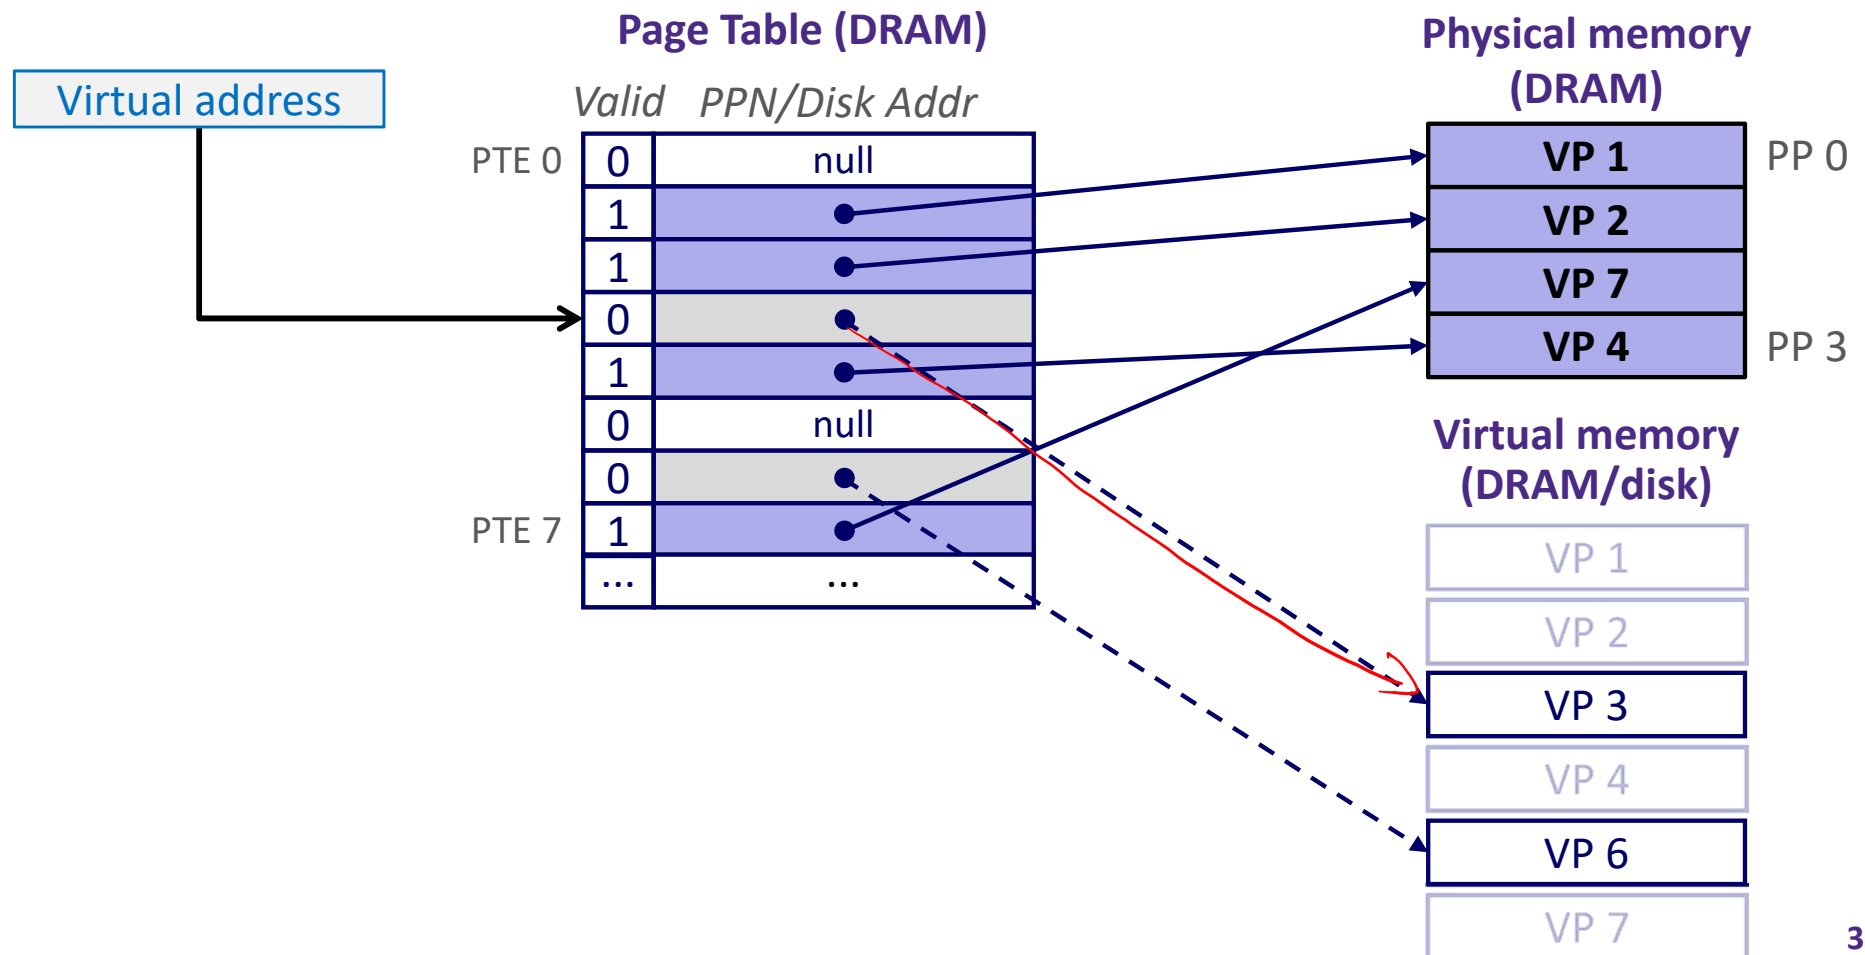 Page Table (DRAM)
Physical memory
(DRAM)
Virtual address
Valid PPN/Disk Addr
PTE 0 0 null
1
1
0
1
0 null
0
PTE 7 1
... ...
VP 1 PP 0
VP 2
VP 7
VP 4 PP 3
Virtual memory
(DRAM/disk)
VP 1
VP 2
VP 3
VP 4
VP 6
VP 7
3